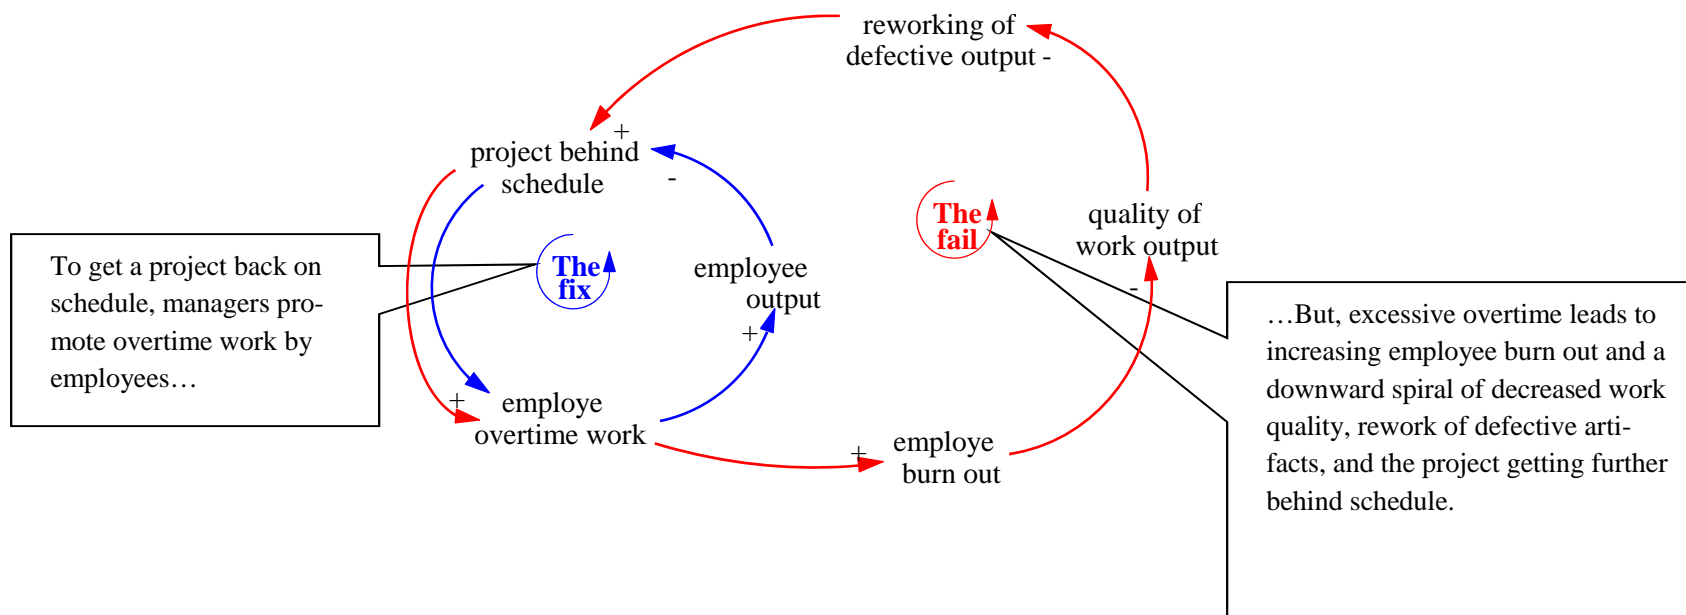 reworking of
defective output -
+
project behind
schedule
-
The
fix
The
fail
quality of
work output
-
employee
output
+
To get a project back on
schedule, managers pro-
mote overtime work by
employees…
+
employe
overtime work
+
employe
burn out
…But, excessive overtime leads to
increasing employee burn out and a
downward spiral of decreased work
quality, rework of defective arti-
facts, and the project getting further
behind schedule.